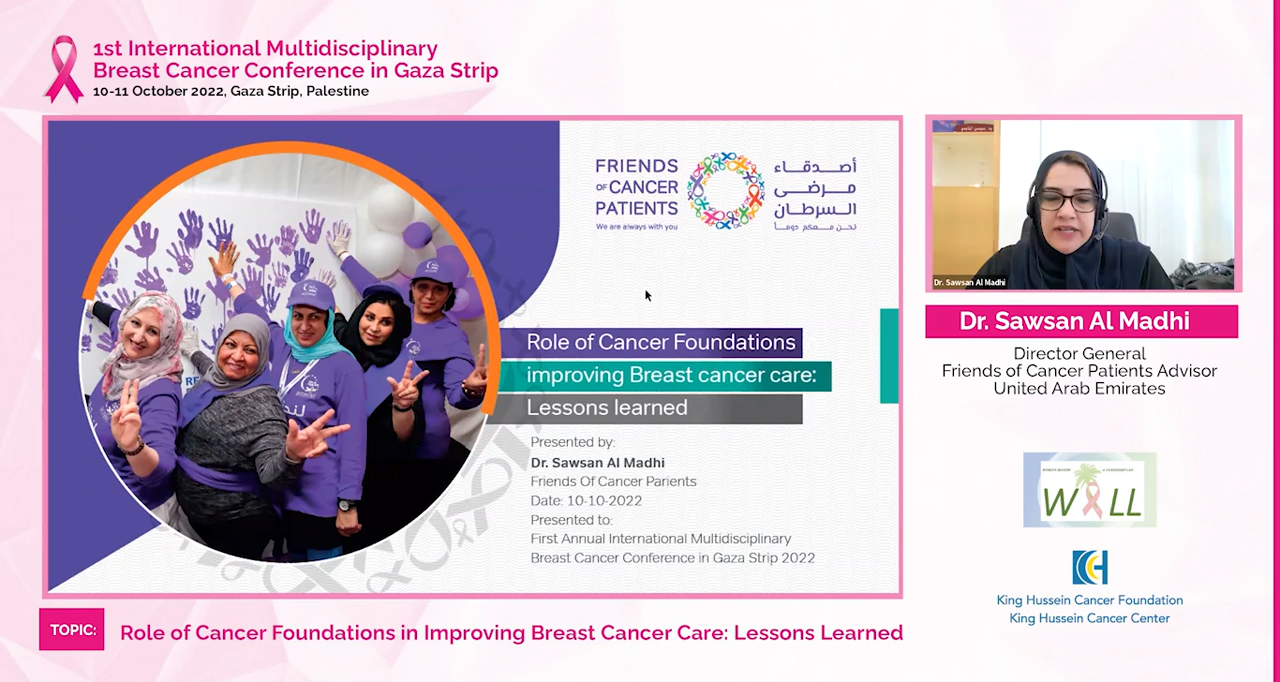 1st International Multidisciplinary
Breast Cancer Conference in Gaza Strip
10-11 October 2022, Gaza Strip, Palestine
FRIENDS
OF CANCER
PATIENTS
We are always with you
أصدقاء
مرضى
السرطان
نحن معكم دوما
Role of Cancer Foundations
improving Breast cancer care:
Lessons learned
Presented by:
Dr. Sawsan Al Madhi
Friends Of Cancer Parients
Date: 10-10-2022
Presented to:
First Annual International Multidisciplinary
Breast Cancer Conference in Gaza Strip 2022
Dr. Sawsan Al Madhi
Dr. Sawsan Al Madhi
Director General
Friends of Cancer Patients Advisor
United Arab Emirates
WILL
King Hussein Cancer Foundation
King Hussein Cancer Center
TOPIC:
Role of Cancer Foundations in Improving Breast Cancer Care: Lessons Learned